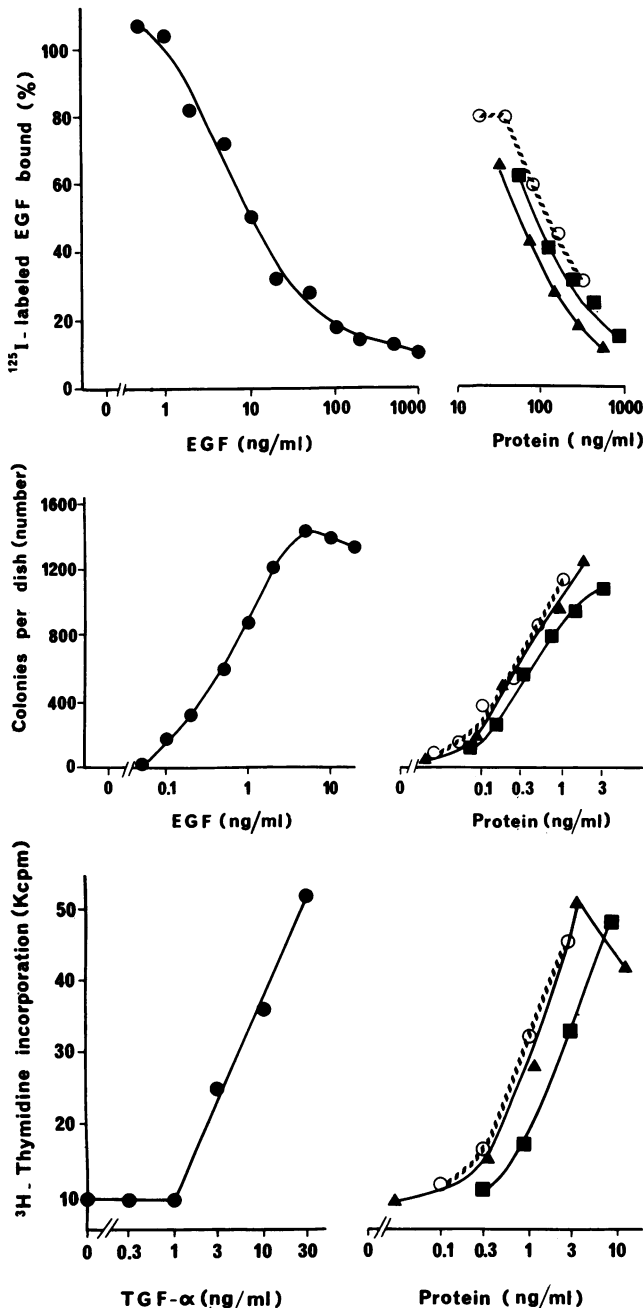 ¹²⁵I-labeled EGF bound (%)
100
80
60
40
20
0
0 1 10 100 1000
EGF (ng/ml)
10 100 1000
Protein (ng/ml)
Colonies per dish (number)
1600
1200
800
400
0
0 0.1 1 10
EGF (ng/ml)
0 0.1 0.3 1 3
Protein (ng/ml)
³H-Thymidine incorporation (Kcpm)
50
40
30
20
10
0 0.3 1 3 10 30
TGF-α (ng/ml)
0 0.1 0.3 1 3 10
Protein (ng/ml)